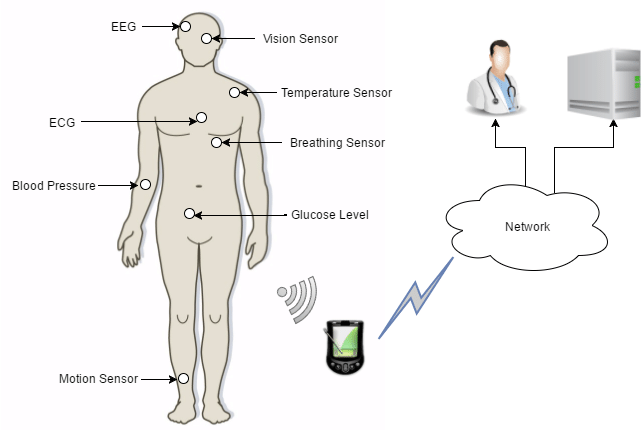 EEG
Vision Sensor
Temperature Sensor
ECG
Breathing Sensor
Blood Pressure
Glucose Level
Network
Motion Sensor